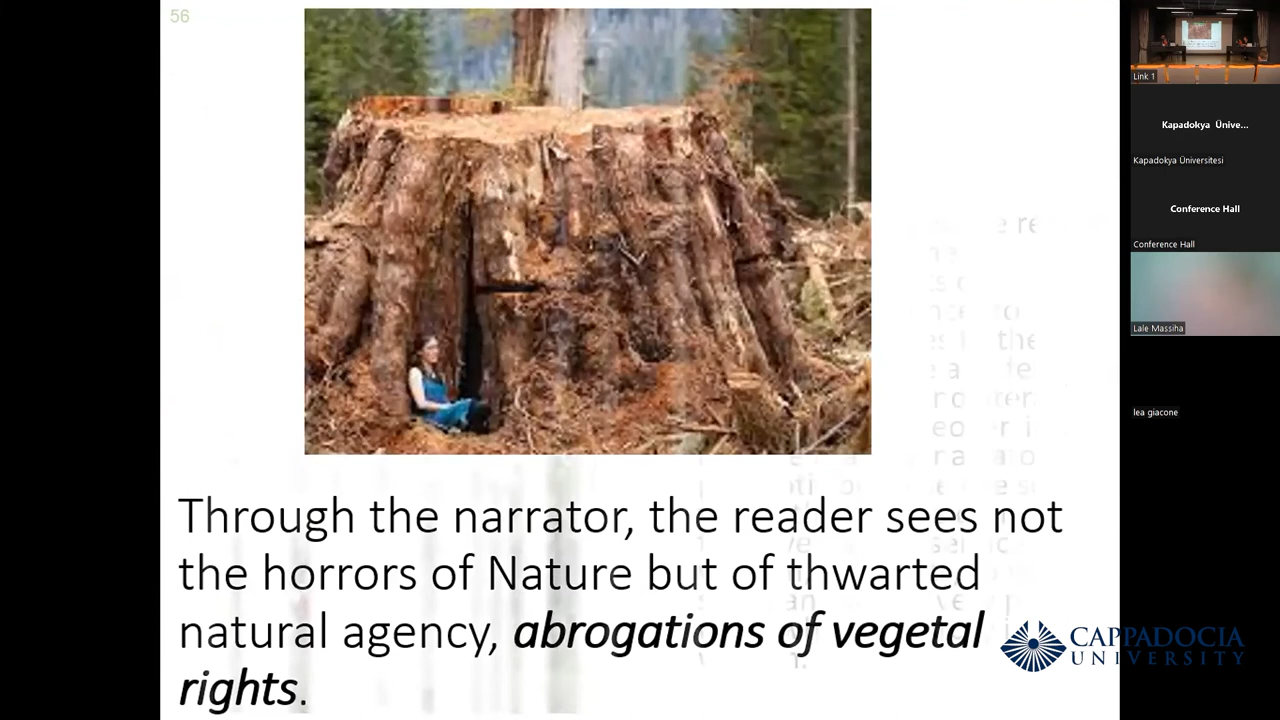 56
Through the narrator, the reader sees not
the horrors of Nature but of thwarted
natural agency, abrogations of vegetal
rights.
CAPPADOCIA
UNIVERSITY
Link 1
Kapadokya Ünive...
Kapadokya Üniversitesi
Conference Hall
Conference Hall
Lale Massiha
lea giacone